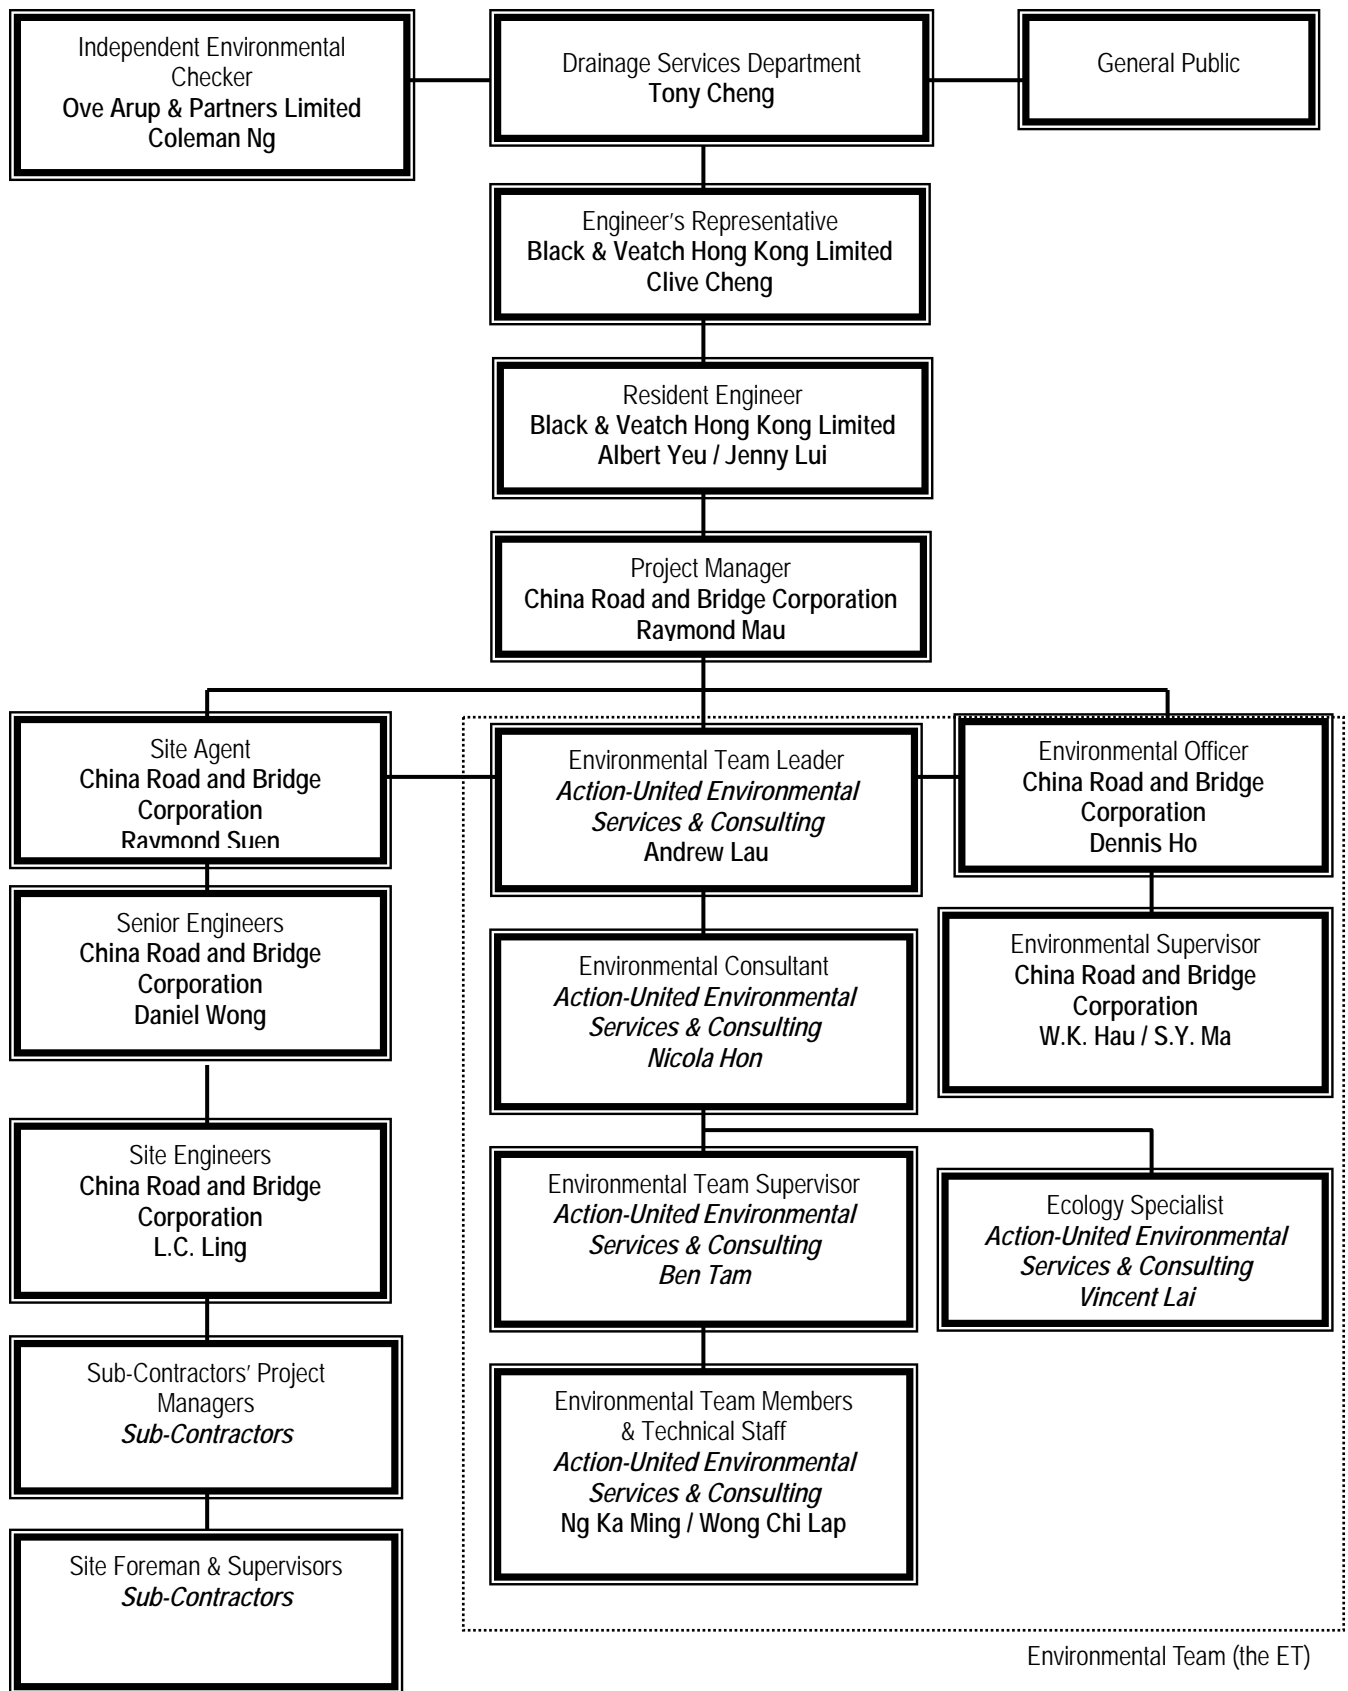 Independent Environmental
Checker
Ove Arup & Partners Limited
Coleman Ng
Drainage Services Department
Tony Cheng
General Public
Engineer's Representative
Black & Veatch Hong Kong Limited
Clive Cheng
Resident Engineer
Black & Veatch Hong Kong Limited
Albert Yeu / Jenny Lui
Project Manager
China Road and Bridge Corporation
Raymond Mau
Site Agent
China Road and Bridge
Corporation
Raymond Suen
Environmental Team Leader
Action-United Environmental
Services & Consulting
Andrew Lau
Environmental Officer
China Road and Bridge
Corporation
Dennis Ho
Senior Engineers
China Road and Bridge
Corporation
Daniel Wong
Environmental Consultant
Action-United Environmental
Services & Consulting
Nicola Hon
Environmental Supervisor
China Road and Bridge
Corporation
W.K. Hau / S.Y. Ma
Site Engineers
China Road and Bridge
Corporation
L.C. Ling
Environmental Team Supervisor
Action-United Environmental
Services & Consulting
Ben Tam
Ecology Specialist
Action-United Environmental
Services & Consulting
Vincent Lai
Sub-Contractors' Project
Managers
Sub-Contractors
Environmental Team Members
& Technical Staff
Action-United Environmental
Services & Consulting
Ng Ka Ming / Wong Chi Lap
Site Foreman & Supervisors
Sub-Contractors
Environmental Team (the ET)